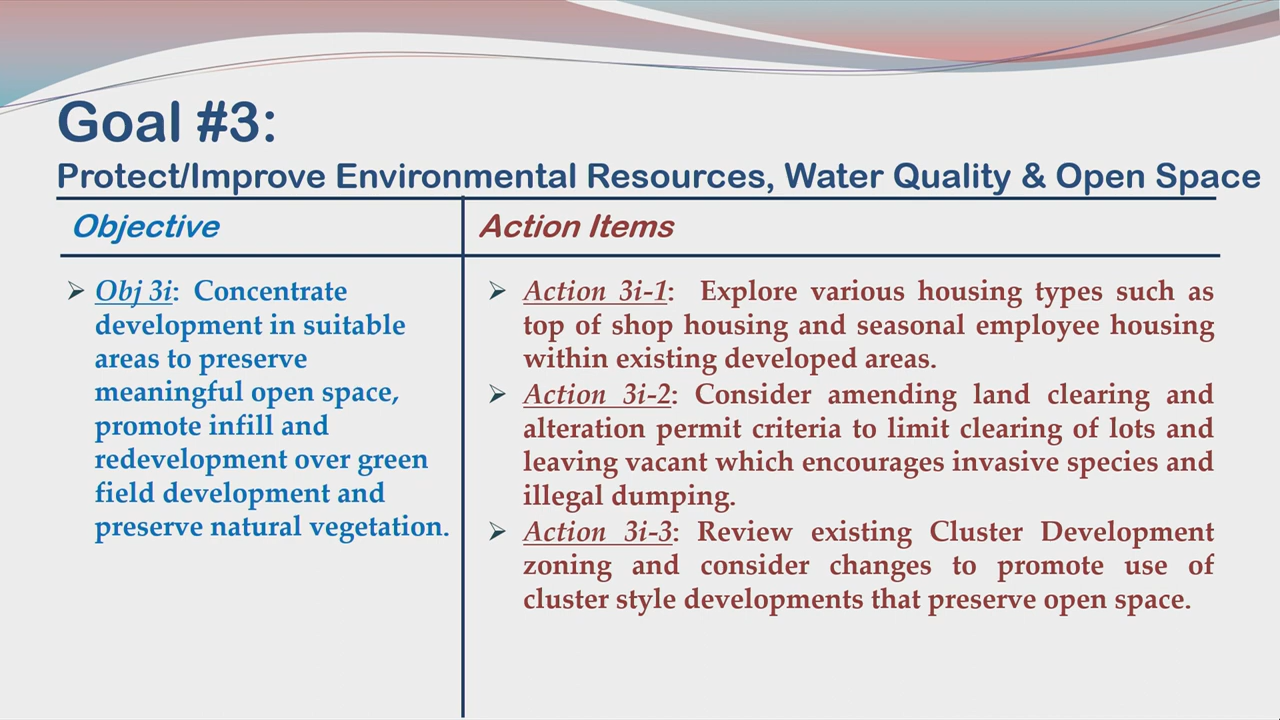 Goal #3:
Protect/Improve Environmental Resources, Water Quality & Open Space
Objective
Action Items
➢ Obj 3i:  Concentrate
development in suitable
areas to preserve
meaningful open space,
promote infill and
redevelopment over green
field development and
preserve natural vegetation.
➢ Action 3i-1:  Explore various housing types such as
top of shop housing and seasonal employee housing
within existing developed areas.
➢ Action 3i-2: Consider amending land clearing and
alteration permit criteria to limit clearing of lots and
leaving vacant which encourages invasive species and
illegal dumping.
➢ Action 3i-3: Review existing Cluster Development
zoning and consider changes to promote use of
cluster style developments that preserve open space.